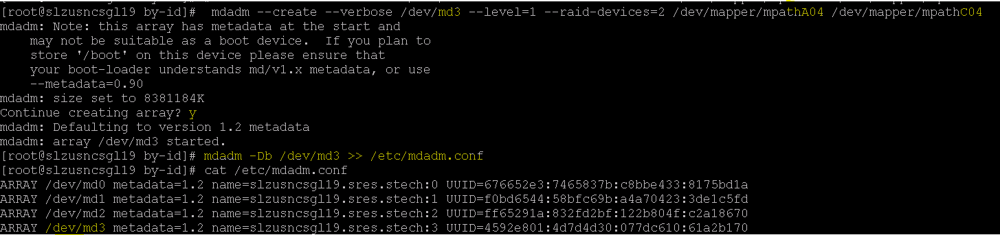 [root@slzusncsgl19 by-id]#  mdadm --create --verbose /dev/md3 --level=1 --raid-devices=2 /dev/mapper/mpathA04 /dev/mapper/mpathC04
mdadm: Note: this array has metadata at the start and
    may not be suitable as a boot device.  If you plan to
    store '/boot' on this device please ensure that
    your boot-loader understands md/v1.x metadata, or use
    --metadata=0.90
mdadm: size set to 8381184K
Continue creating array? y
mdadm: Defaulting to version 1.2 metadata
mdadm: array /dev/md3 started.
[root@slzusncsgl19 by-id]# mdadm -Db /dev/md3 >> /etc/mdadm.conf
[root@slzusncsgl19 by-id]# cat /etc/mdadm.conf
ARRAY /dev/md0 metadata=1.2 name=slzusncsgl19.sres.stech:0 UUID=676652e3:7465837b:c8bbe433:8175bd1a
ARRAY /dev/md1 metadata=1.2 name=slzusncsgl19.sres.stech:1 UUID=f0bd6544:58bfc69b:a4a70423:3de1c5fd
ARRAY /dev/md2 metadata=1.2 name=slzusncsgl19.sres.stech:2 UUID=ff65291a:832fd2bf:122b804f:c2a18670
ARRAY /dev/md3 metadata=1.2 name=slzusncsgl19.sres.stech:3 UUID=4592e801:4d7d4d30:077dc610:61a2b170